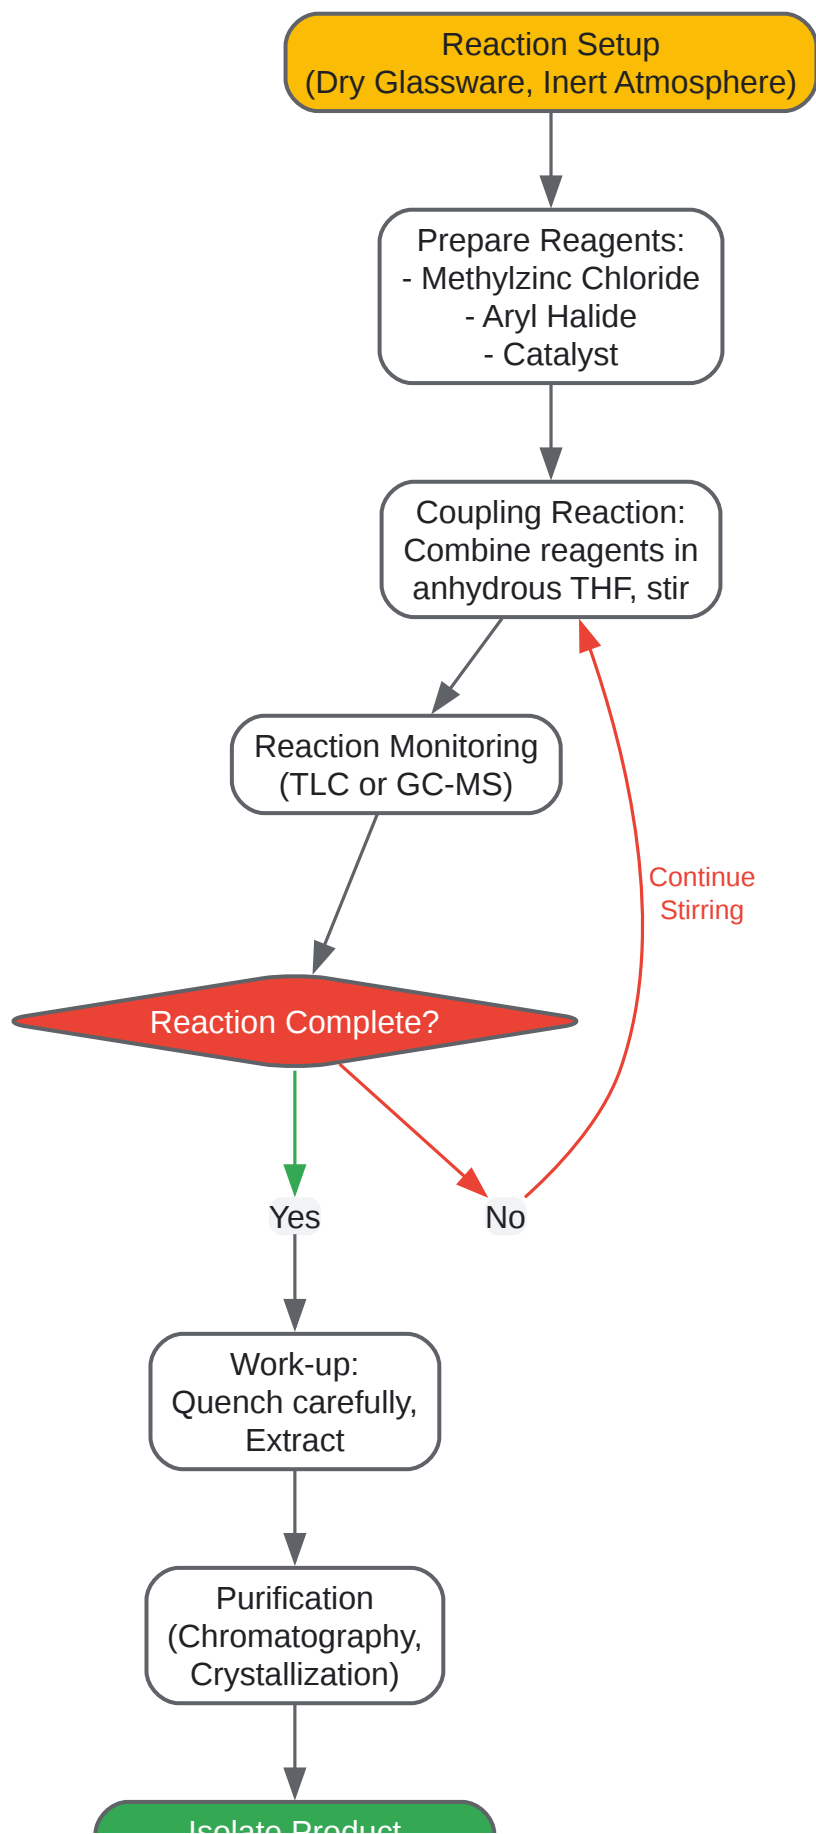 Reaction Setup
(Dry Glassware, Inert Atmosphere)
Prepare Reagents:
- Methylzinc Chloride
- Aryl Halide
- Catalyst
Coupling Reaction:
Combine reagents in
anhydrous THF, stir
Reaction Monitoring
(TLC or GC-MS)
Continue
Stirring
Reaction Complete?
Yes
No
Work-up:
Quench carefully,
Extract
Purification
(Chromatography,
Crystallization)
Isolate Product